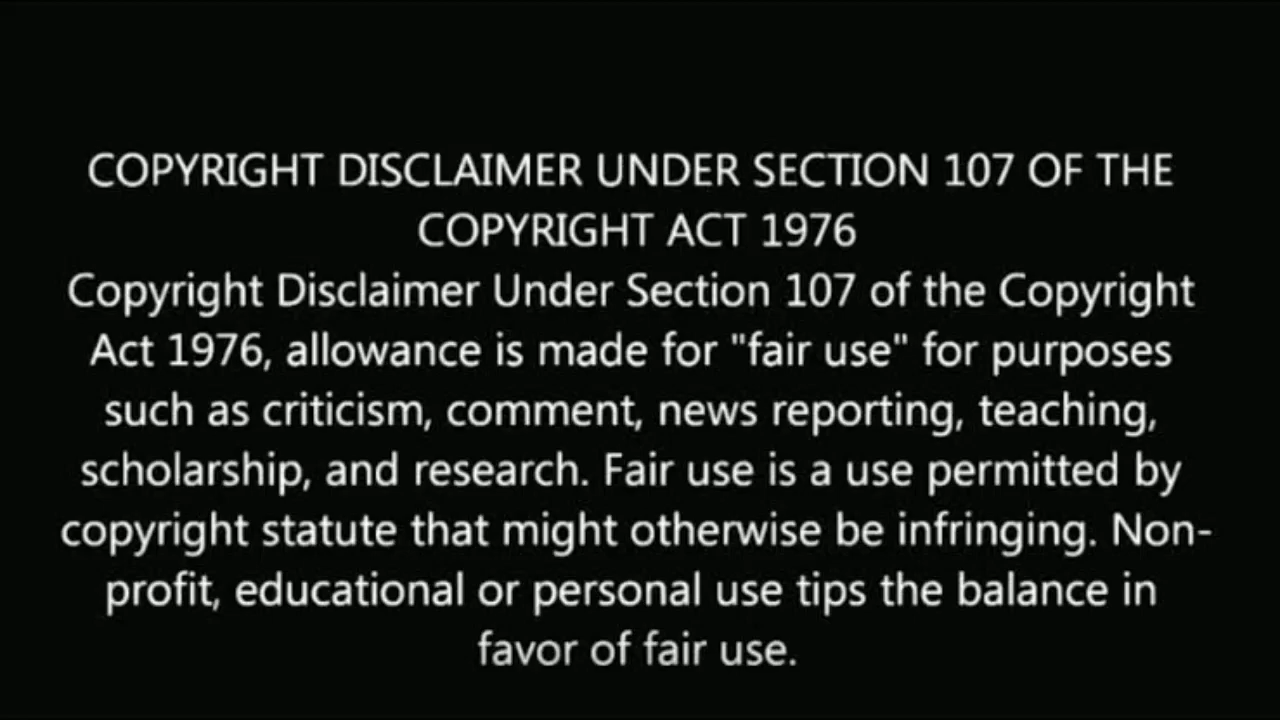 COPYRIGHT DISCLAIMER UNDER SECTION 107 OF THE
COPYRIGHT ACT 1976
Copyright Disclaimer Under Section 107 of the Copyright
Act 1976, allowance is made for "fair use" for purposes
such as criticism, comment, news reporting, teaching,
scholarship, and research. Fair use is a use permitted by
copyright statute that might otherwise be infringing. Non-
profit, educational or personal use tips the balance in
favor of fair use.